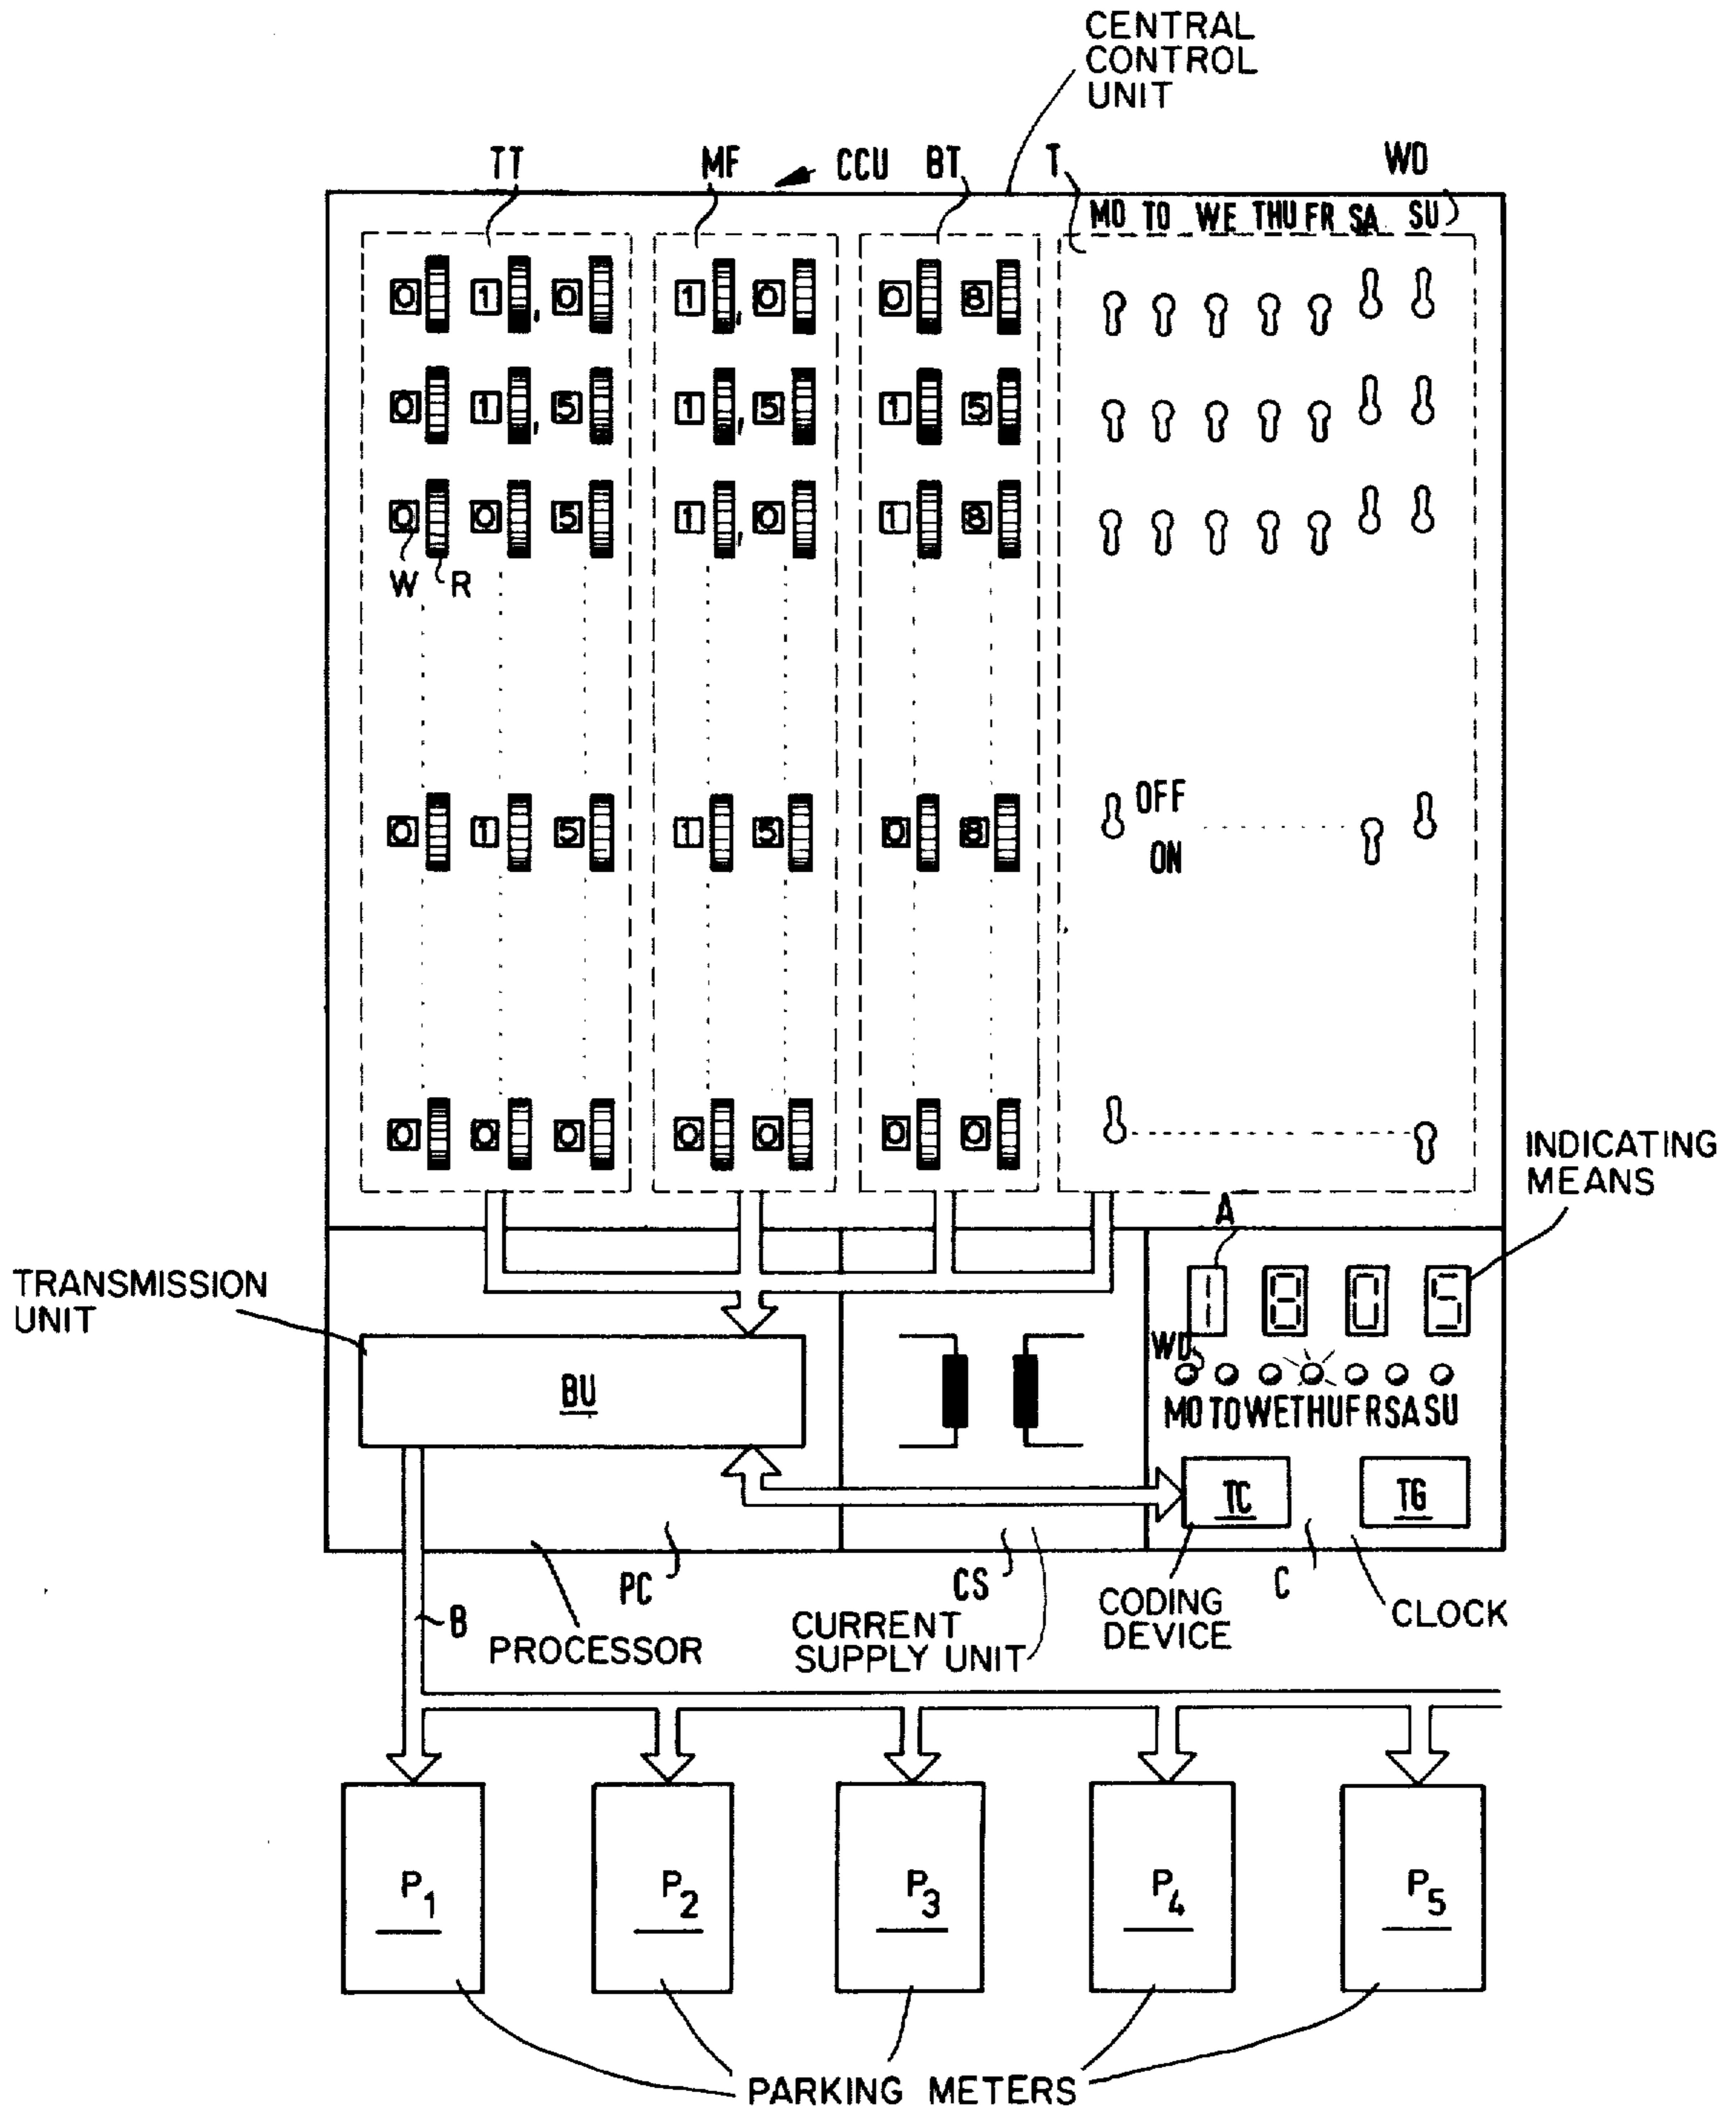 CENTRAL
CONTROL
UNIT
TT MF CCU BT T WD
MO TO WE THU FR SA SU
0 1,0 1,0 0 8
0 1,5 1,5 1 5
0 0 5 1,0 1 8
W R
OFF
0 1 5 1 5 0 8
ON
0 0 0 0 0 0 0
INDICATING
MEANS
A
1 8 0 5
TRANSMISSION
UNIT
WD
BU
MO TO WE THU FR SA SU
TC TG
PC CS C
B
PROCESSOR
CURRENT
SUPPLY UNIT
CODING
DEVICE
CLOCK
P1 P2 P3 P4 P5
PARKING METERS